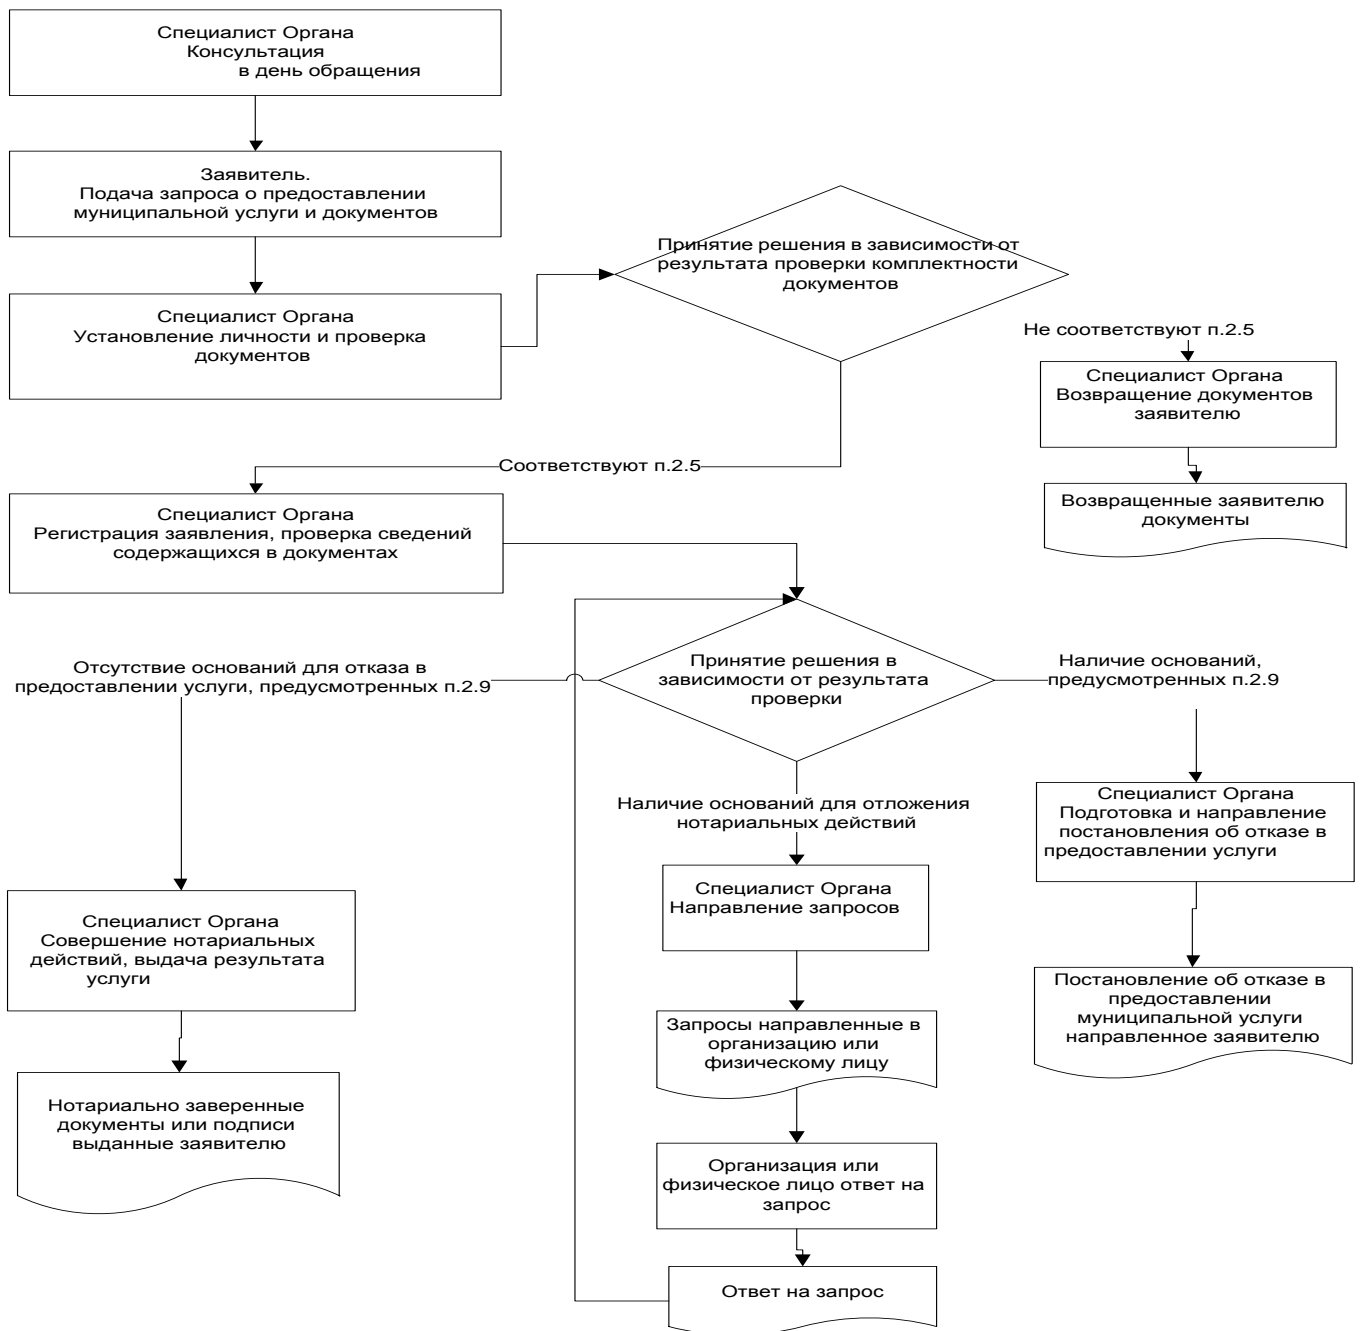 Специалист Органа
Консультация
в день обращения
Заявитель.
Подача запроса о предоставлении
муниципальной услуги и документов
Специалист Органа
Установление личности и проверка
документов
Принятие решения в зависимости от
результата проверки комплектности
документов
Не соответствуют п.2.5
Специалист Органа
Возвращение документов
заявителю
Возвращенные заявителю
документы
Соответствуют п.2.5
Специалист Органа
Регистрация заявления, проверка сведений
содержащихся в документах
Принятие решения в
зависимости от результата
проверки
Отсутствие оснований для отказа в
предоставлении услуги, предусмотренных п.2.9
Наличие оснований,
предусмотренных п.2.9
Наличие оснований для отложения
нотариальных действий
Специалист Органа
Подготовка и направление
постановления об отказе в
предоставлении услуги
Специалист Органа
Направление запросов
Специалист Органа
Совершение нотариальных
действий, выдача результата
услуги
Постановление об отказе в
предоставлении
муниципальной услуги
направленное заявителю
Запросы направленные в
организацию или
физическому лицу
Нотариально заверенные
документы или подписи
выданные заявителю
Организация или
физическое лицо ответ на
запрос
Ответ на запрос